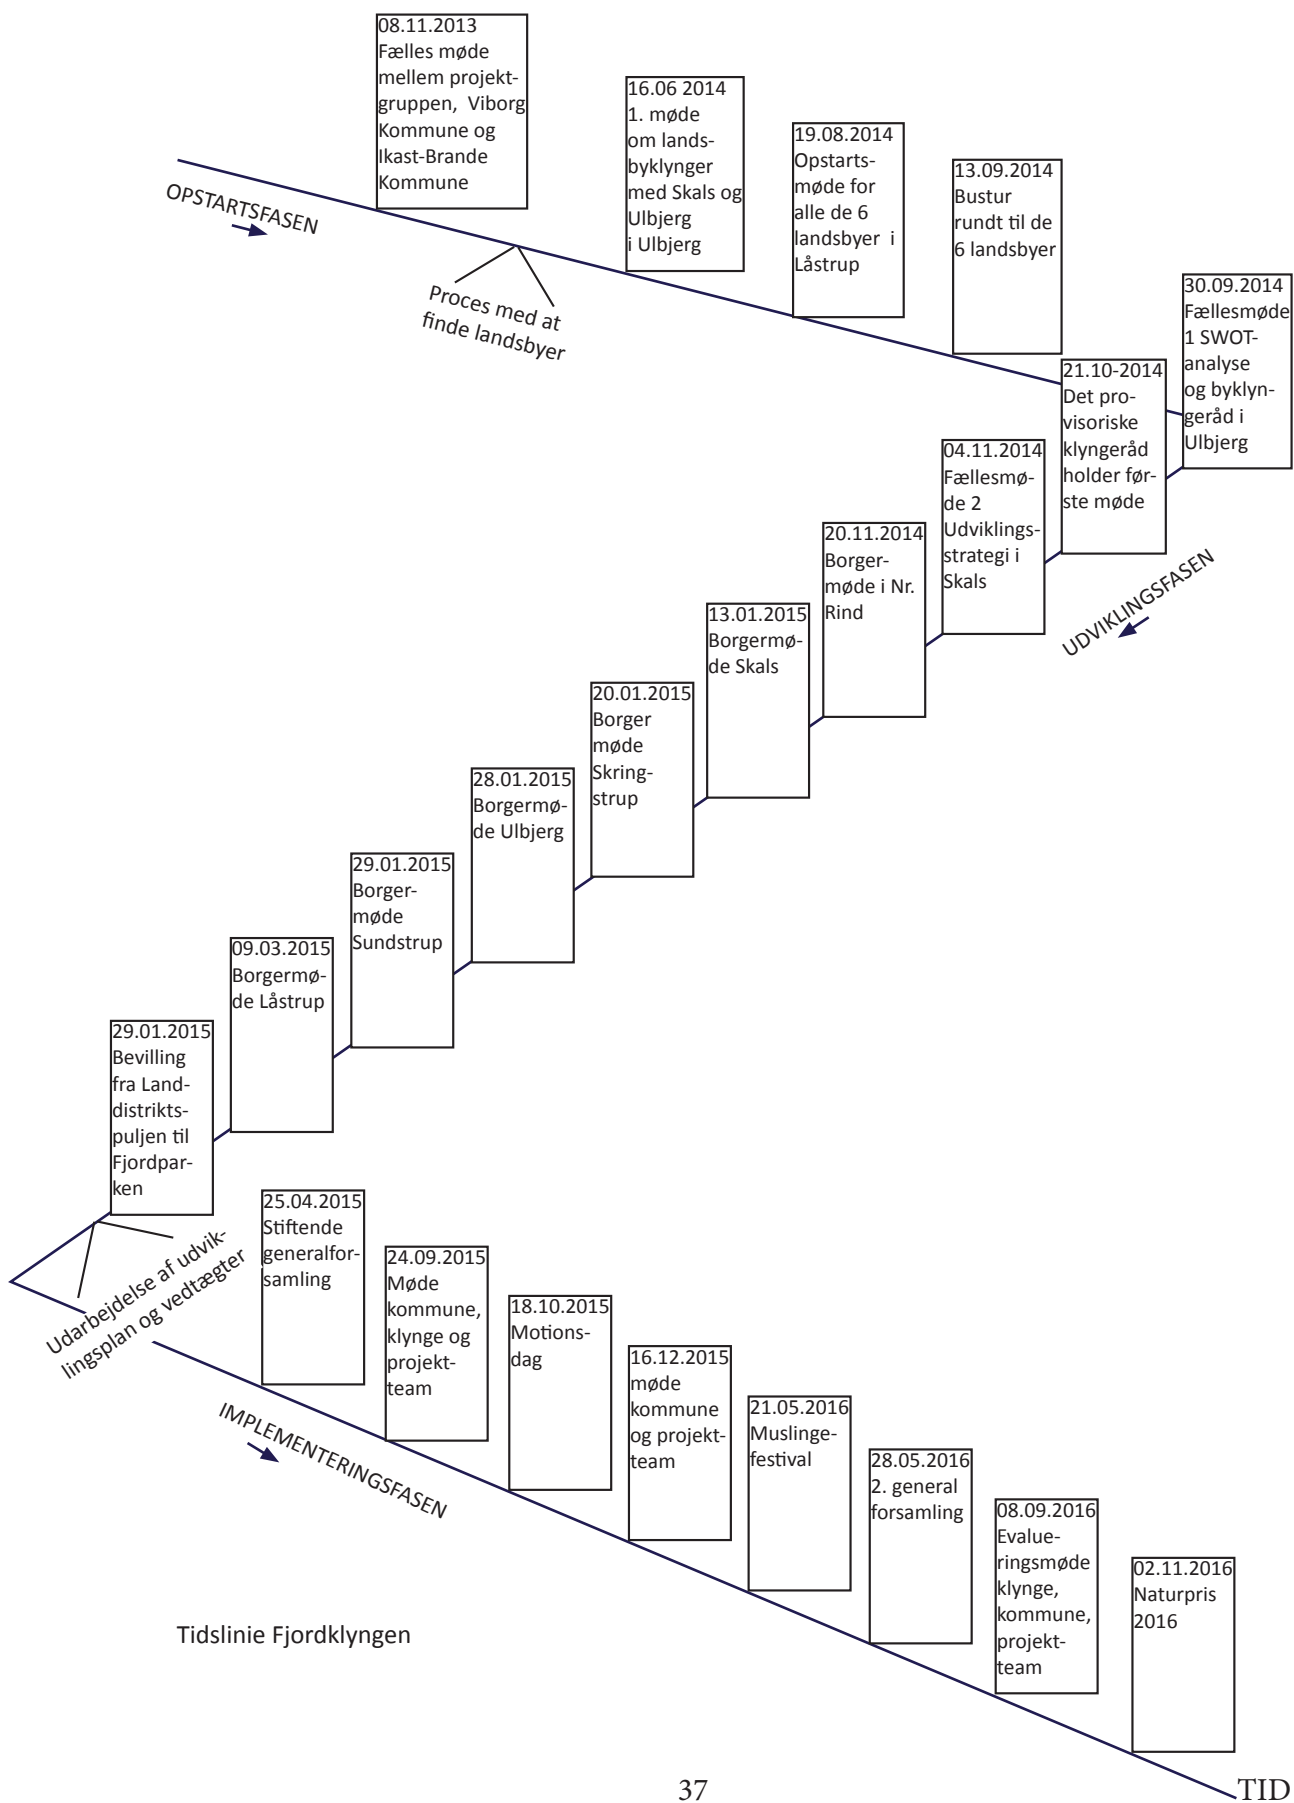 08.11.2013
Fælles møde
mellem projekt-
gruppen,  Viborg
Kommune og
Ikast-Brande
Kommune
OPSTARTSFASEN
Proces med at
finde landsbyer
16.06 2014
1. møde
om lands-
byklynger
med Skals og
Ulbjerg
i Ulbjerg
19.08.2014
Opstarts-
møde for
alle de 6
landsbyer  i
Låstrup
13.09.2014
Bustur
rundt til de
6 landsbyer
30.09.2014
Fællesmøde
1 SWOT-
analyse
og byklyn-
geråd i
Ulbjerg
21.10-2014
Det pro-
visoriske
klyngeråd
holder før-
ste møde
04.11.2014
Fællesmø-
de 2
Udviklings-
strategi i
Skals
UDVIKLINGSFASEN
20.11.2014
Borger-
møde i Nr.
Rind
13.01.2015
Borgermø-
de Skals
20.01.2015
Borger
møde
Skring-
strup
28.01.2015
Borgermø-
de Ulbjerg
29.01.2015
Borger-
møde
Sundstrup
09.03.2015
Borgermø-
de Låstrup
29.01.2015
Bevilling
fra Land-
distrikts-
puljen til
Fjordpar-
ken
Udarbejdelse af udvik-
lingsplan og vedtægter
25.04.2015
Stiftende
generalfor-
samling
24.09.2015
Møde
kommune,
klynge og
projekt-
team
18.10.2015
Motions-
dag
16.12.2015
møde
kommune
og projekt-
team
21.05.2016
Muslinge-
festival
28.05.2016
2. general
forsamling
08.09.2016
Evalue-
ringsmøde
klynge,
kommune,
projekt-
team
02.11.2016
Naturpris
2016
IMPLEMENTERINGSFASEN
Tidslinie Fjordklyngen
37
TID